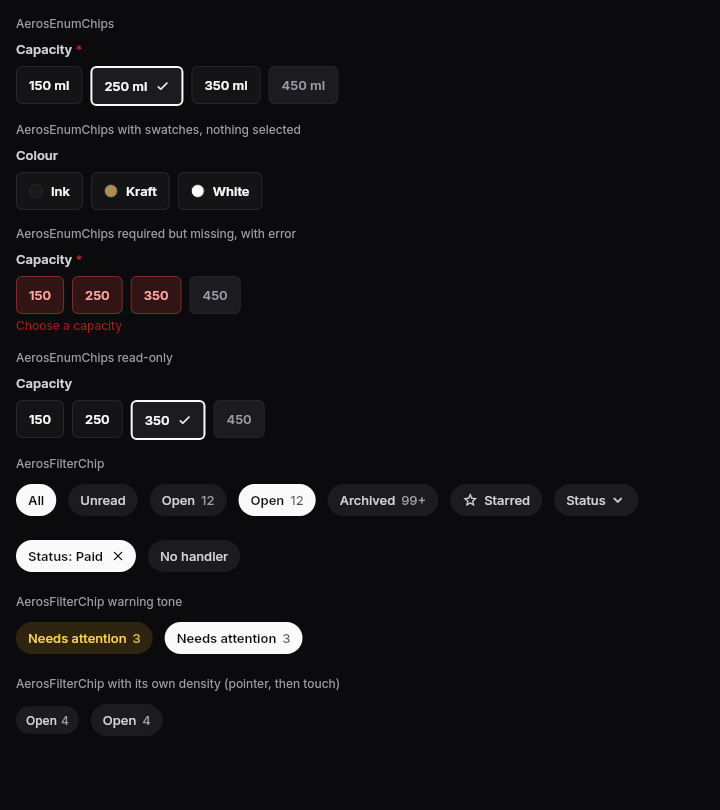 AerosEnumChips
Capacity *
150 ml 250 ml 350 ml 450 ml
AerosEnumChips with swatches, nothing selected
Colour
Ink Kraft White
AerosEnumChips required but missing, with error
Capacity *
150 250 350 450
Choose a capacity
AerosEnumChips read-only
Capacity
150 250 350 450
AerosFilterChip
All Unread Open 12 Open 12 Archived 99+ Starred Status
Status: Paid No handler
AerosFilterChip warning tone
Needs attention 3 Needs attention 3
AerosFilterChip with its own density (pointer, then touch)
Open 4 Open 4